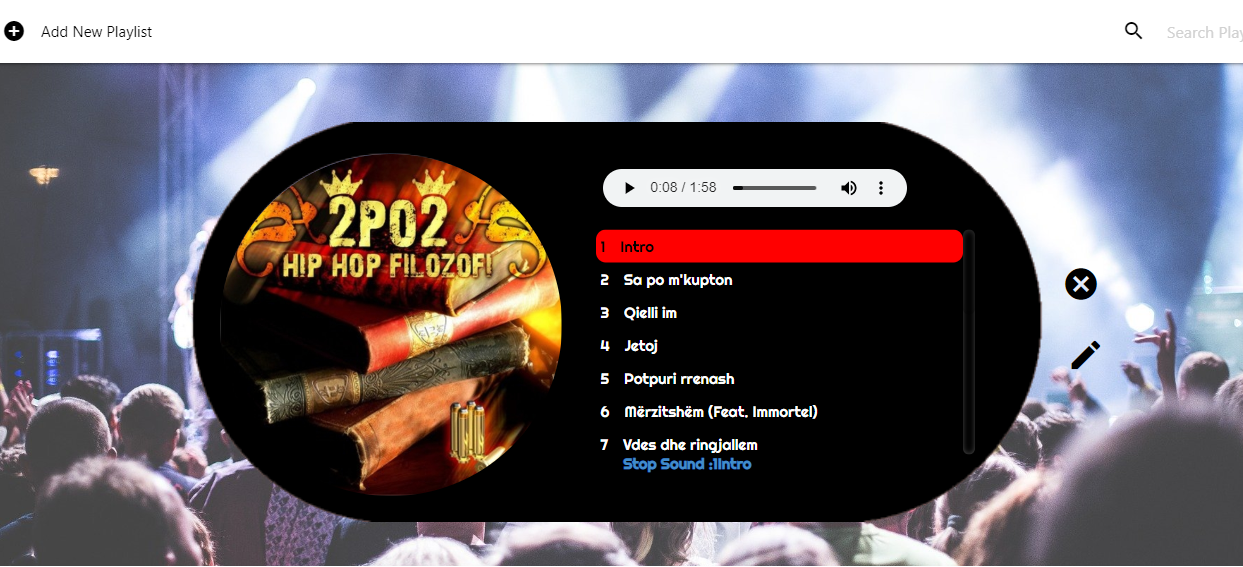 Add New Playlist
Search Play
2PO2
HIP HOP FILOZOFI
0:08 / 1:58
1 Intro
2 Sa po m'kupton
3 Qielli im
4 Jetoj
5 Potpuri rrenash
6 Mërzitshëm (Feat. Immortel)
7 Vdes dhe ringjallem
Stop Sound :1Intro